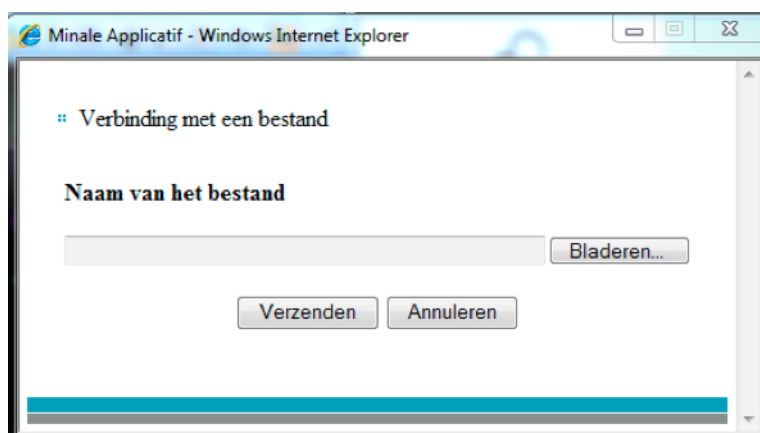 Minale Applicatif - Windows Internet Explorer
Verbinding met een bestand
Naam van het bestand
Bladeren...
Verzenden Annuleren